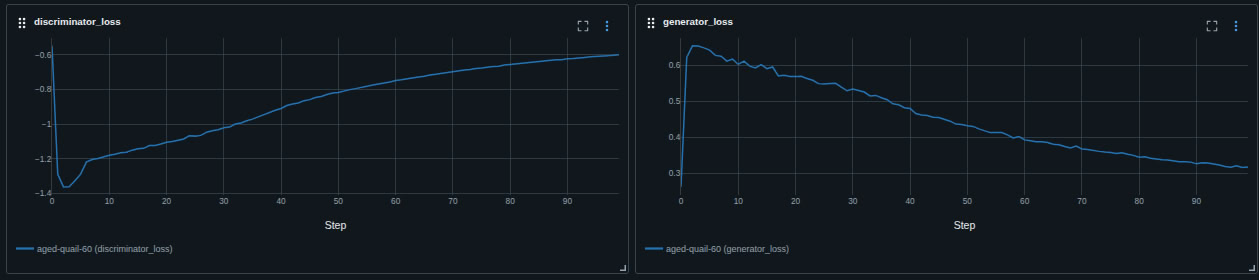 discriminator_loss
−0.6
−0.8
−1
−1.2
−1.4
0 10 20 30 40 50 60 70 80 90
Step
aged-quail-60 (discriminator_loss)
generator_loss
0.6
0.5
0.4
0.3
0 10 20 30 40 50 60 70 80 90
Step
aged-quail-60 (generator_loss)